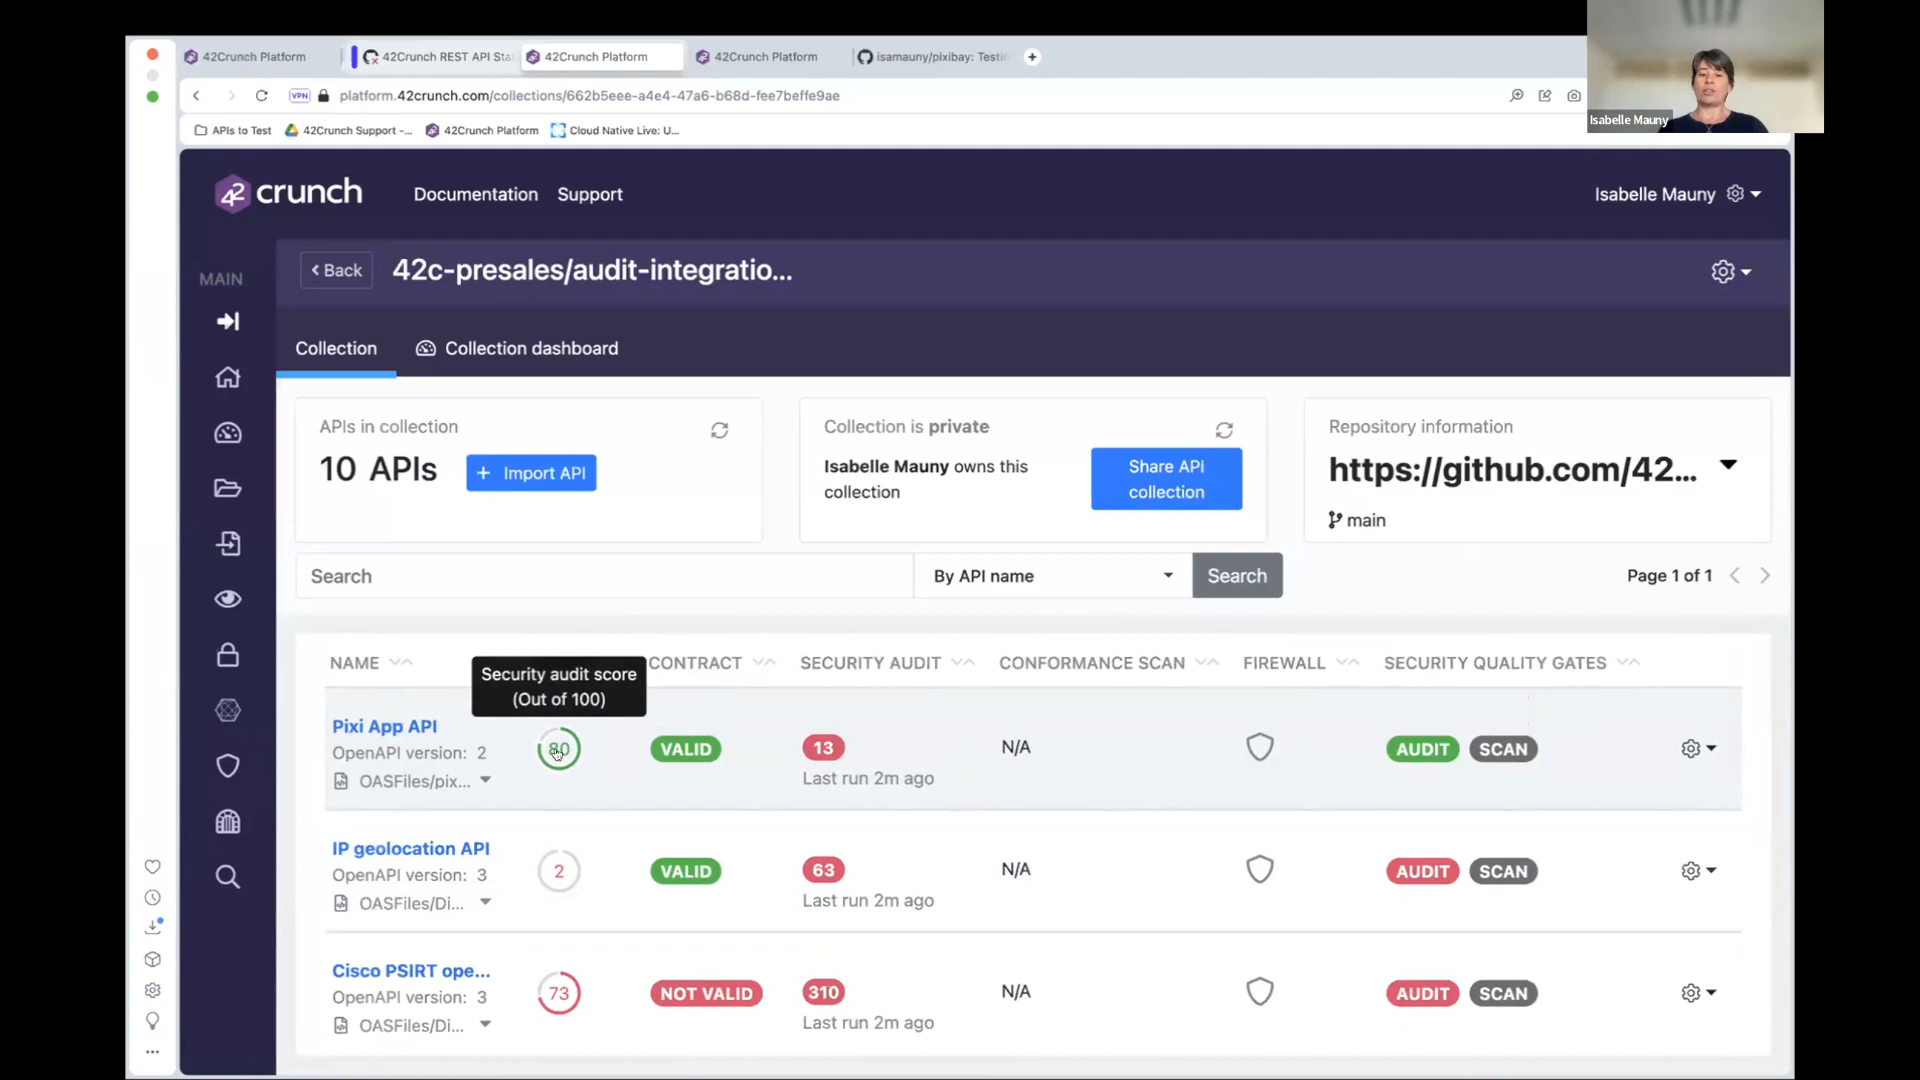 42Crunch Platform
42Crunch REST API Sta
42Crunch Platform
42Crunch Platform
isamauny/pixibay: Testin
VPN
platform.42crunch.com/collections/662b5eee-a4e4-47a6-b68d-fee7beffe9ae
Isabelle Mauny
APIs to Test
42Crunch Support -...
42Crunch Platform
Cloud Native Live: U...
42 crunch
Documentation
Support
Isabelle Mauny
MAIN
Back
42c-presales/audit-integratio...
Collection
Collection dashboard
APIs in collection
10 APIs
+ Import API
Collection is private
Isabelle Mauny owns this
collection
Share API
collection
Repository information
https://github.com/42...
main
Search
By API name
Search
Page 1 of 1
NAME
CONTRACT
SECURITY AUDIT
CONFORMANCE SCAN
FIREWALL
SECURITY QUALITY GATES
Security audit score
(Out of 100)
Pixi App API
OpenAPI version: 2
OASFiles/pix...
80
VALID
13
Last run 2m ago
N/A
AUDIT
SCAN
IP geolocation API
OpenAPI version: 3
OASFiles/Di...
2
VALID
63
Last run 2m ago
N/A
AUDIT
SCAN
Cisco PSIRT ope...
OpenAPI version: 3
OASFiles/Di...
73
NOT VALID
310
Last run 2m ago
N/A
AUDIT
SCAN